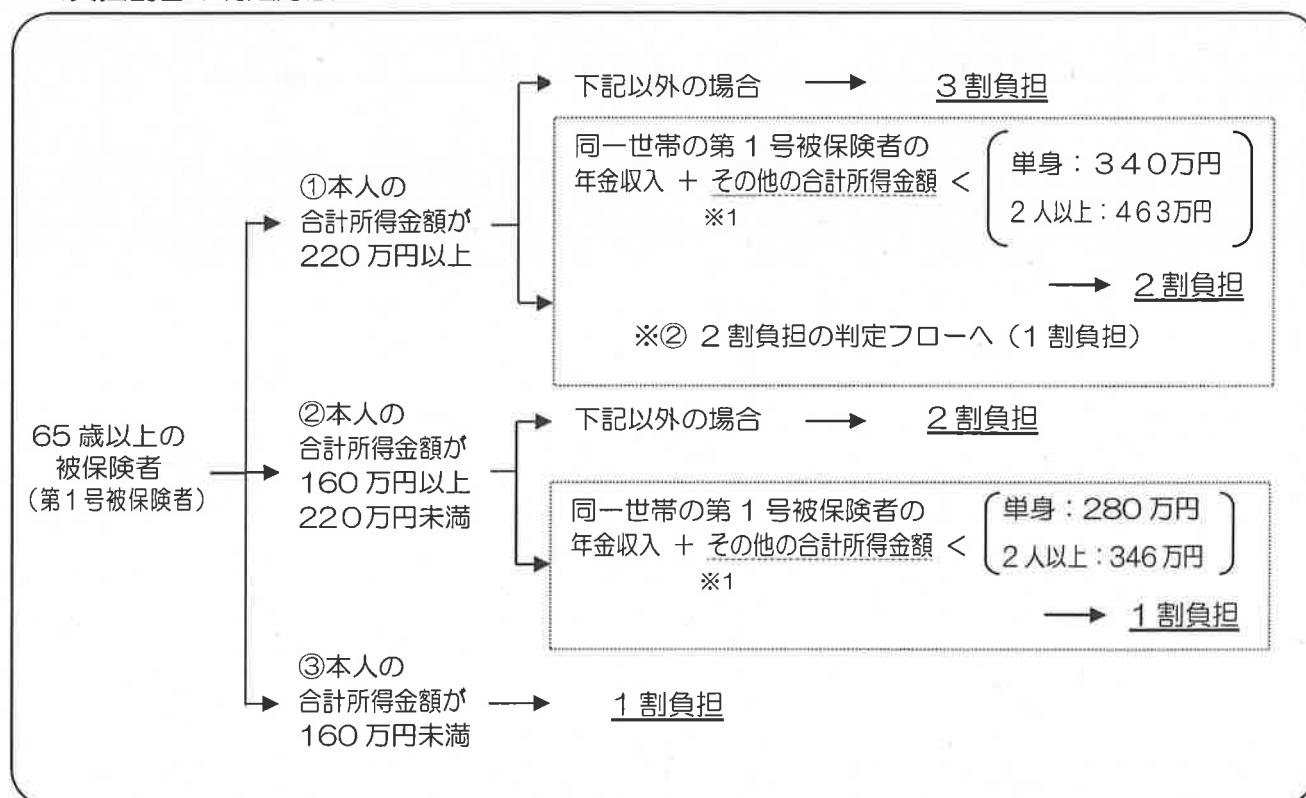 下記以外の場合 → 3割負担
同一世帯の第1号被保険者の
年金収入 + その他の合計所得金額 <
※1
単身:340万円
2人以上:463万円
→ 2割負担
※② 2割負担の判定フローへ(1割負担)
①本人の
合計所得金額が
220万円以上
65歳以上の
被保険者
(第1号被保険者)
②本人の
合計所得金額が
160万円以上
220万円未満
下記以外の場合 → 2割負担
同一世帯の第1号被保険者の
年金収入 + その他の合計所得金額 <
※1
単身:280万円
2人以上:346万円
→ 1割負担
③本人の
合計所得金額が
160万円未満
→ 1割負担